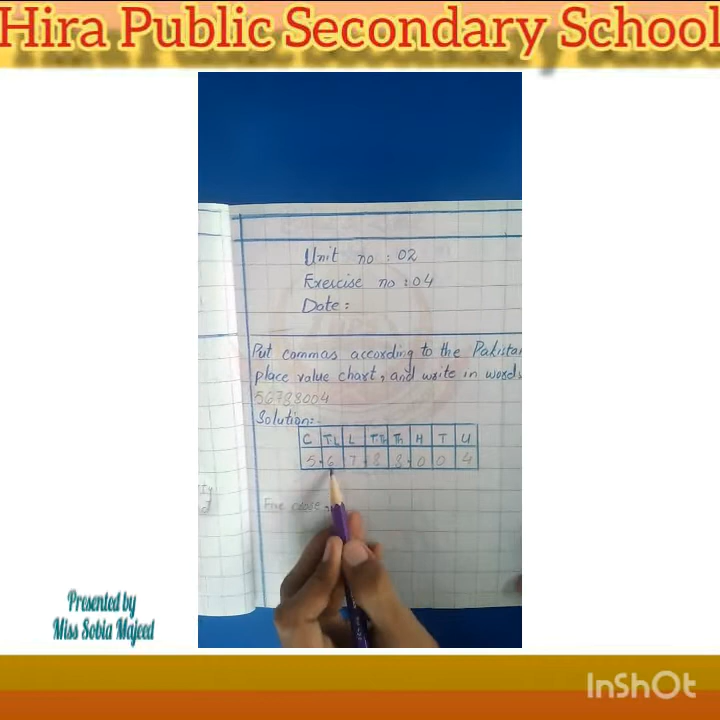 Hira Public Secondary School
Unit no : 02
Exercise no : 04
Date :
Put commas according to the Pakistan
place value chart, and write in words
56788004
Solution:-
C TL L T.Th Th H T U
5,6 7,8 8,0 0 4
Five crore,
Presented by
Miss Sobia Majeed
InShOt